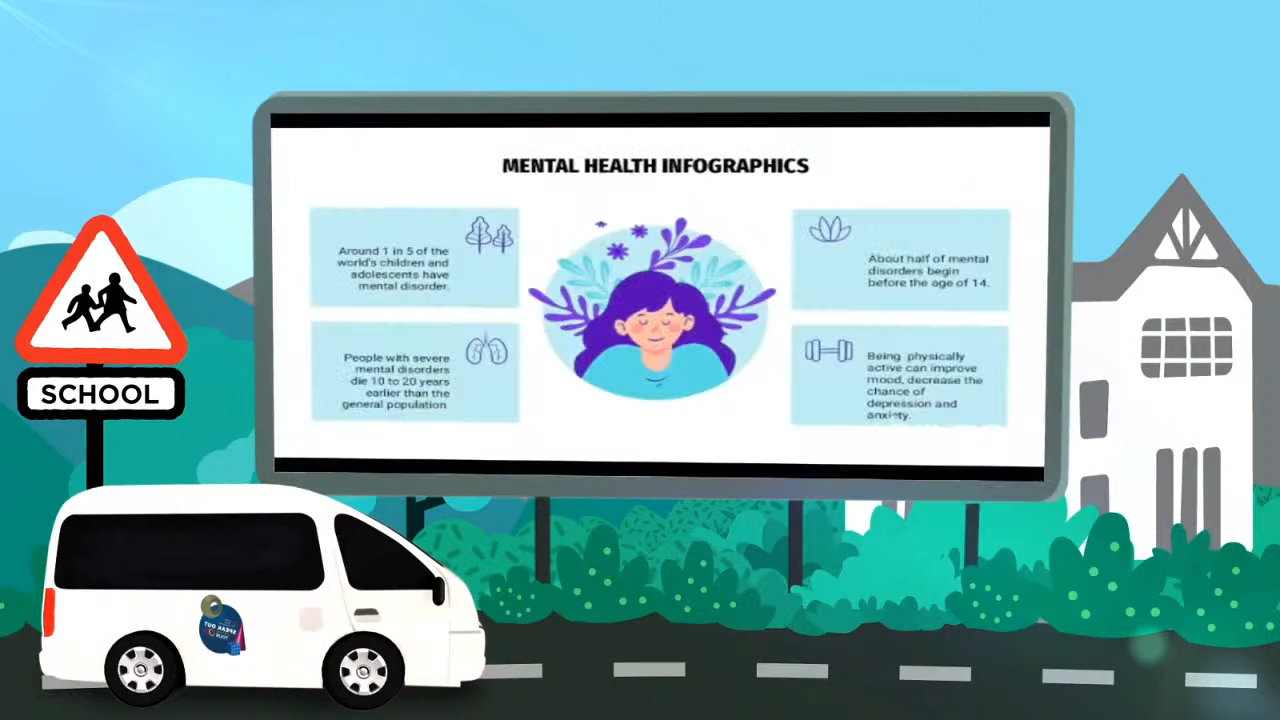 MENTAL HEALTH INFOGRAPHICS
Around 1 in 5 of the
world's children and
adolescents have
mental disorder.
People with severe
mental disorders
die 10 to 20 years
earlier than the
general population.
About half of mental
disorders begin
before the age of 14.
Being physically
active can improve
mood, decrease the
chance of
depression and
anxiety.
SCHOOL
SPEAK OUT